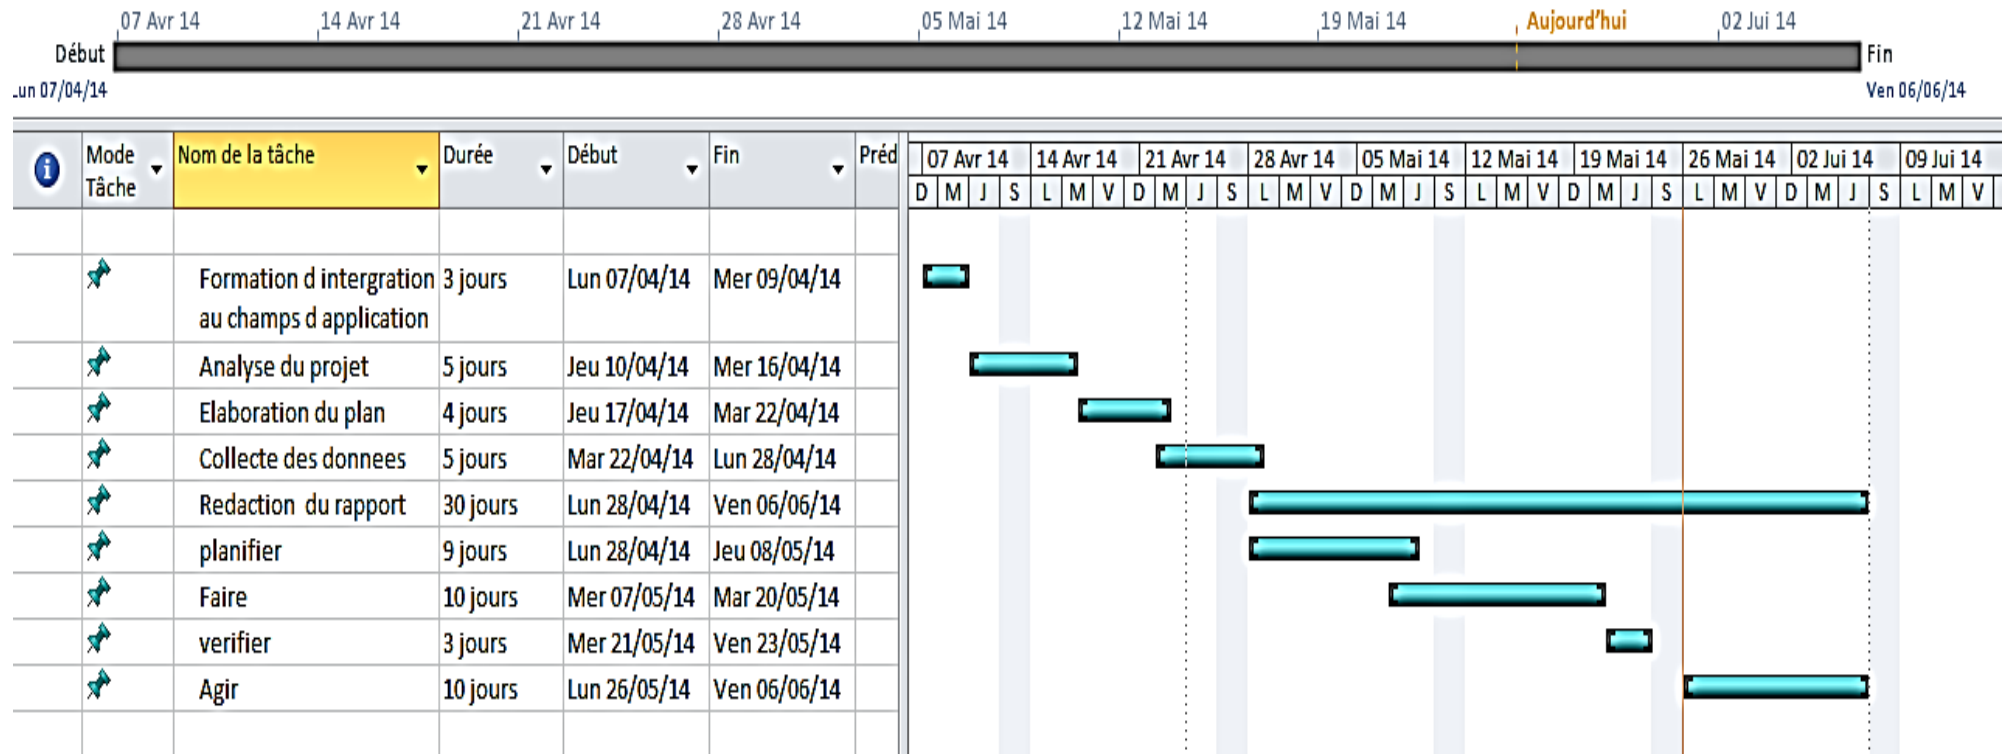 07 Avr 14 14 Avr 14 21 Avr 14 28 Avr 14 05 Mai 14 12 Mai 14 19 Mai 14 Aujourd'hui 02 Jui 14
Début Fin
Lun 07/04/14 Ven 06/06/14
Mode Tâche Nom de la tâche Durée Début Fin Préd
07 Avr 14 14 Avr 14 21 Avr 14 28 Avr 14 05 Mai 14 12 Mai 14 19 Mai 14 26 Mai 14 02 Jui 14 09 Jui 14
D M J S L M V D M J S L M V D M J S L M V D M J S L M V D M J S L M V
Formation d intergration 3 jours Lun 07/04/14 Mer 09/04/14
au champs d application
Analyse du projet 5 jours Jeu 10/04/14 Mer 16/04/14
Elaboration du plan 4 jours Jeu 17/04/14 Mar 22/04/14
Collecte des donnees 5 jours Mar 22/04/14 Lun 28/04/14
Redaction du rapport 30 jours Lun 28/04/14 Ven 06/06/14
planifier 9 jours Lun 28/04/14 Jeu 08/05/14
Faire 10 jours Mer 07/05/14 Mar 20/05/14
verifier 3 jours Mer 21/05/14 Ven 23/05/14
Agir 10 jours Lun 26/05/14 Ven 06/06/14